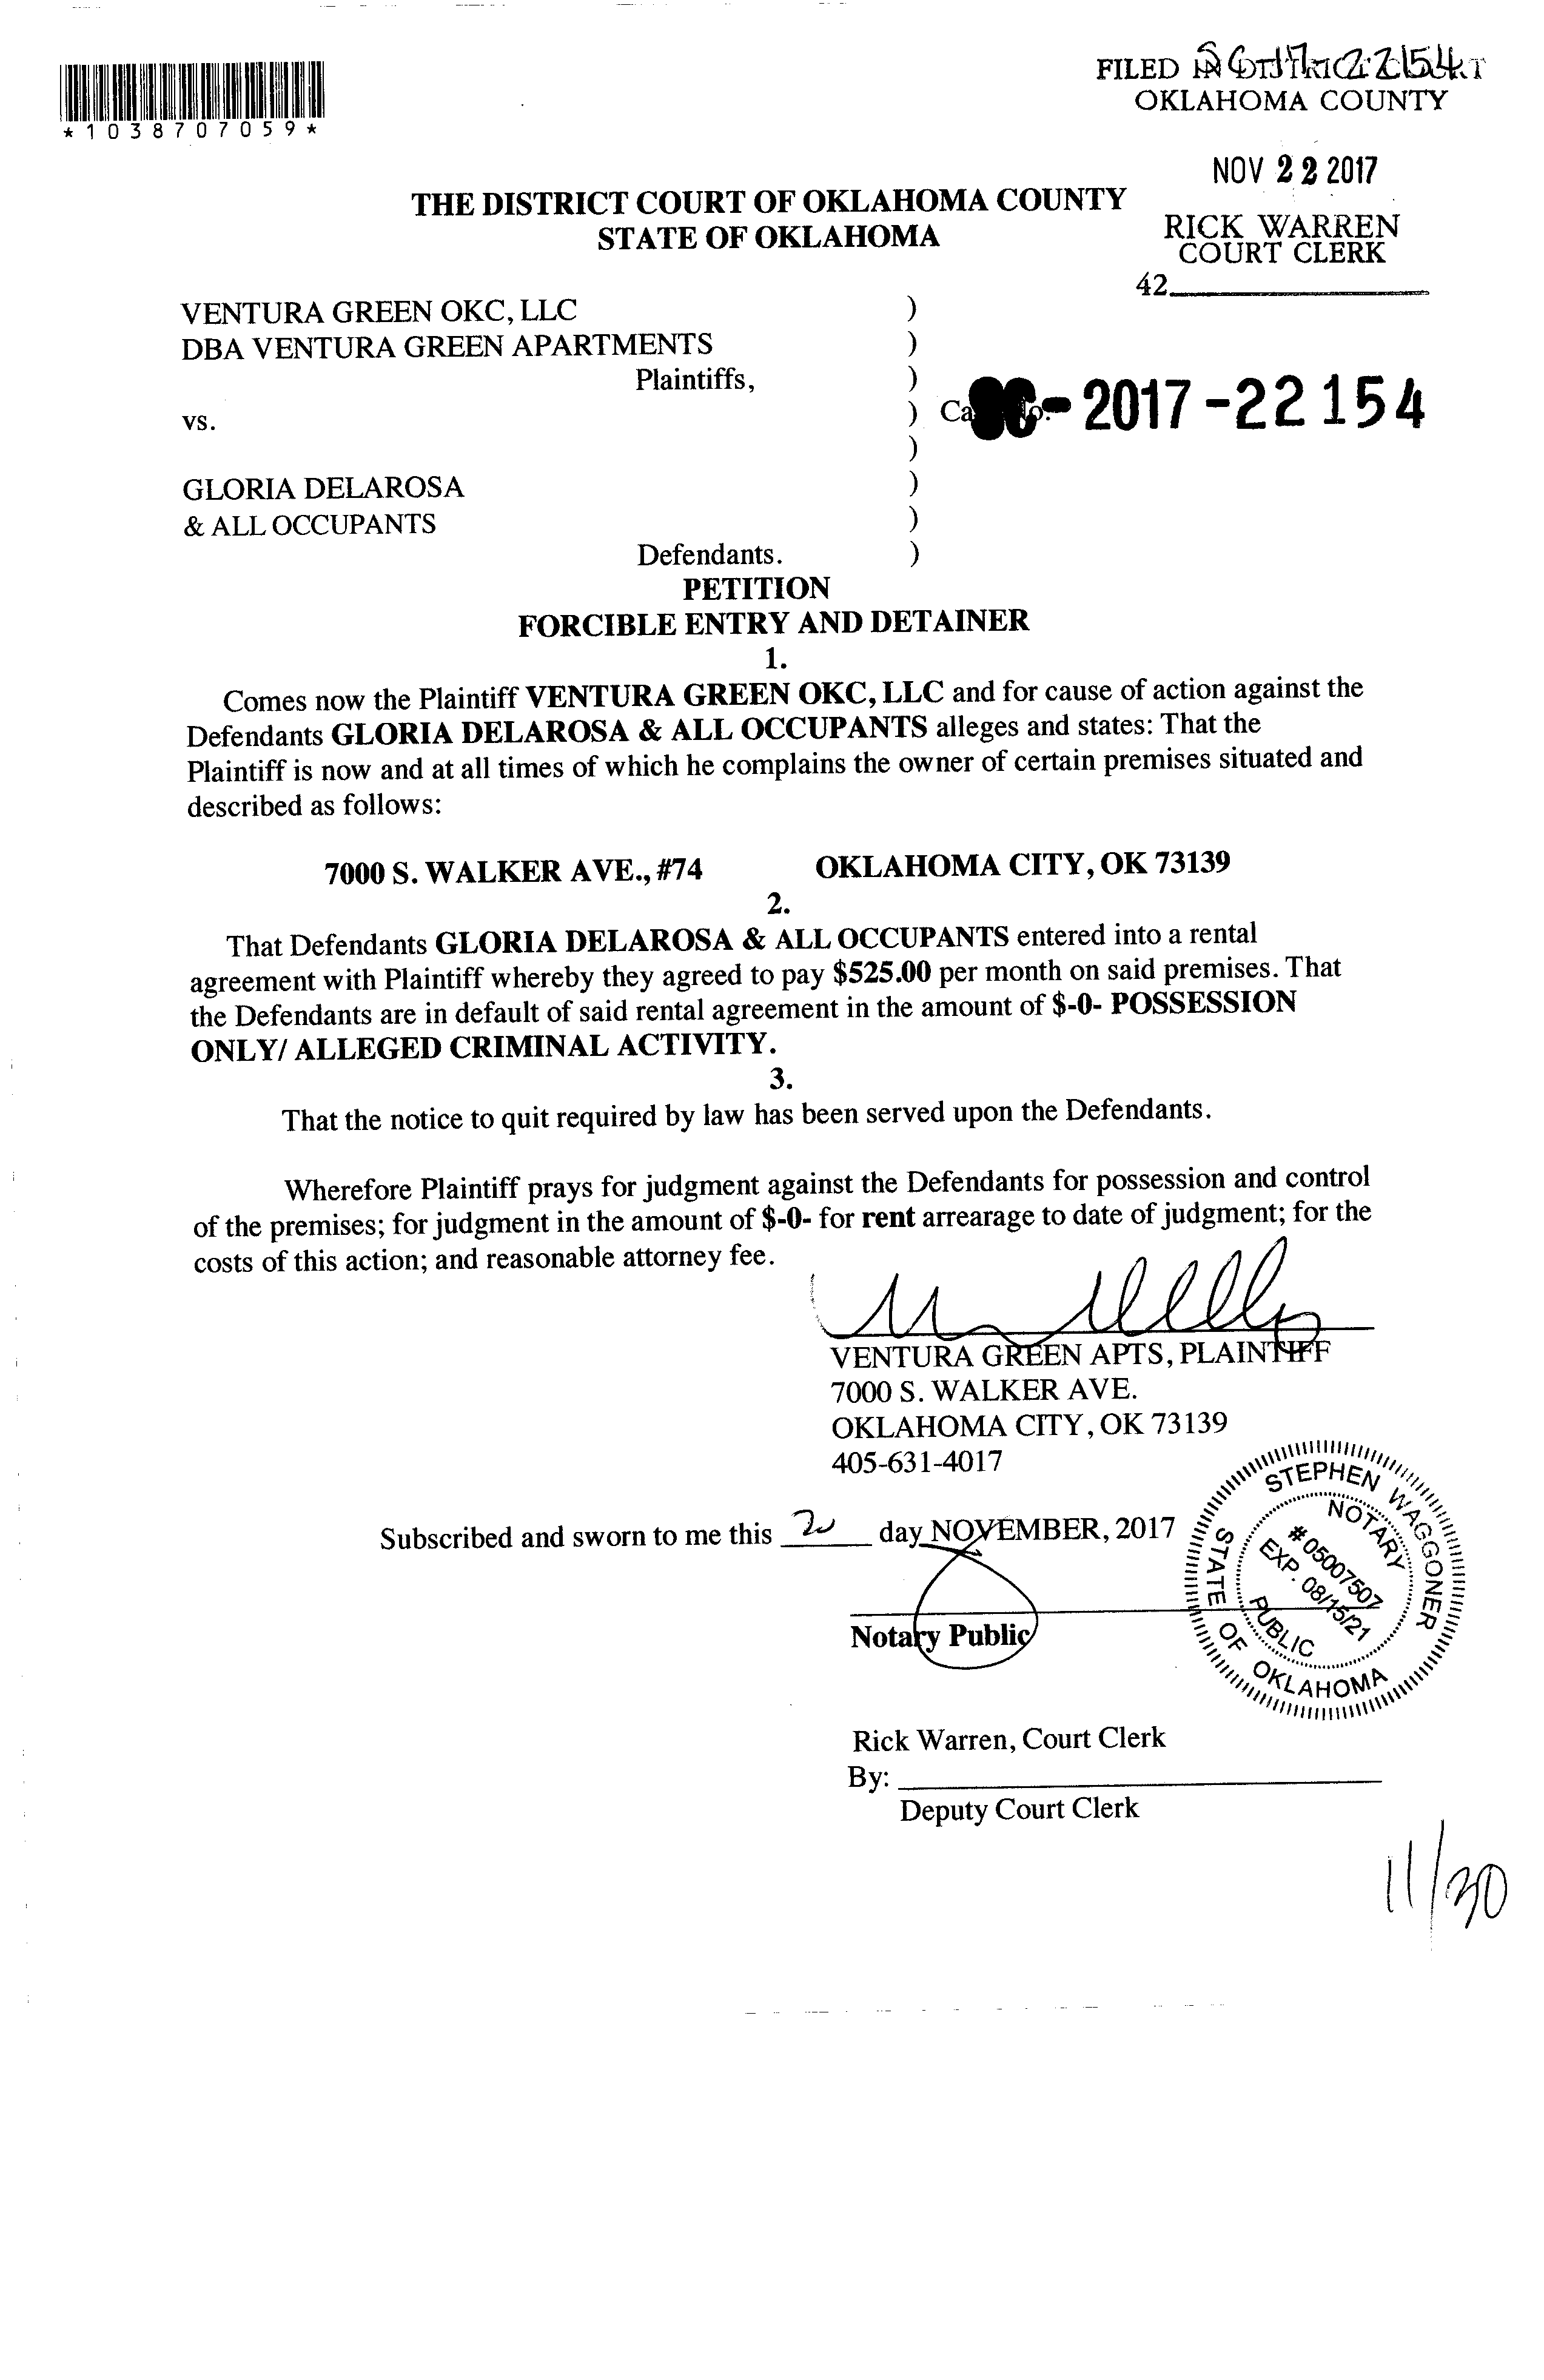 *1038707059*
FILED
OKLAHOMA COUNTY
NOV 22 2017
RICK WARREN
COURT CLERK
42
THE DISTRICT COURT OF OKLAHOMA COUNTY
STATE OF OKLAHOMA
VENTURA GREEN OKC, LLC )
DBA VENTURA GREEN APARTMENTS )
Plaintiffs, )
vs. ) -2017-22154
)
GLORIA DELAROSA )
& ALL OCCUPANTS )
Defendants. )
PETITION
FORCIBLE ENTRY AND DETAINER
1.
Comes now the Plaintiff VENTURA GREEN OKC, LLC and for cause of action against the
Defendants GLORIA DELAROSA & ALL OCCUPANTS alleges and states: That the
Plaintiff is now and at all times of which he complains the owner of certain premises situated and
described as follows:
7000 S. WALKER AVE., #74 OKLAHOMA CITY, OK 73139
2.
That Defendants GLORIA DELAROSA & ALL OCCUPANTS entered into a rental
agreement with Plaintiff whereby they agreed to pay $525.00 per month on said premises. That
the Defendants are in default of said rental agreement in the amount of $-0- POSSESSION
ONLY/ ALLEGED CRIMINAL ACTIVITY.
3.
That the notice to quit required by law has been served upon the Defendants.
Wherefore Plaintiff prays for judgment against the Defendants for possession and control
of the premises; for judgment in the amount of $-0- for rent arrearage to date of judgment; for the
costs of this action; and reasonable attorney fee.
VENTURA GREEN APTS, PLAINTIFF
7000 S. WALKER AVE.
OKLAHOMA CITY, OK 73139
405-631-4017
Subscribed and sworn to me this day NOVEMBER, 2017
Notary Public
STEPHEN WAGGONER
NOTARY
# 05007507
EXP. 08/15/21
PUBLIC
STATE OF OKLAHOMA
Rick Warren, Court Clerk
By:
Deputy Court Clerk
11/30